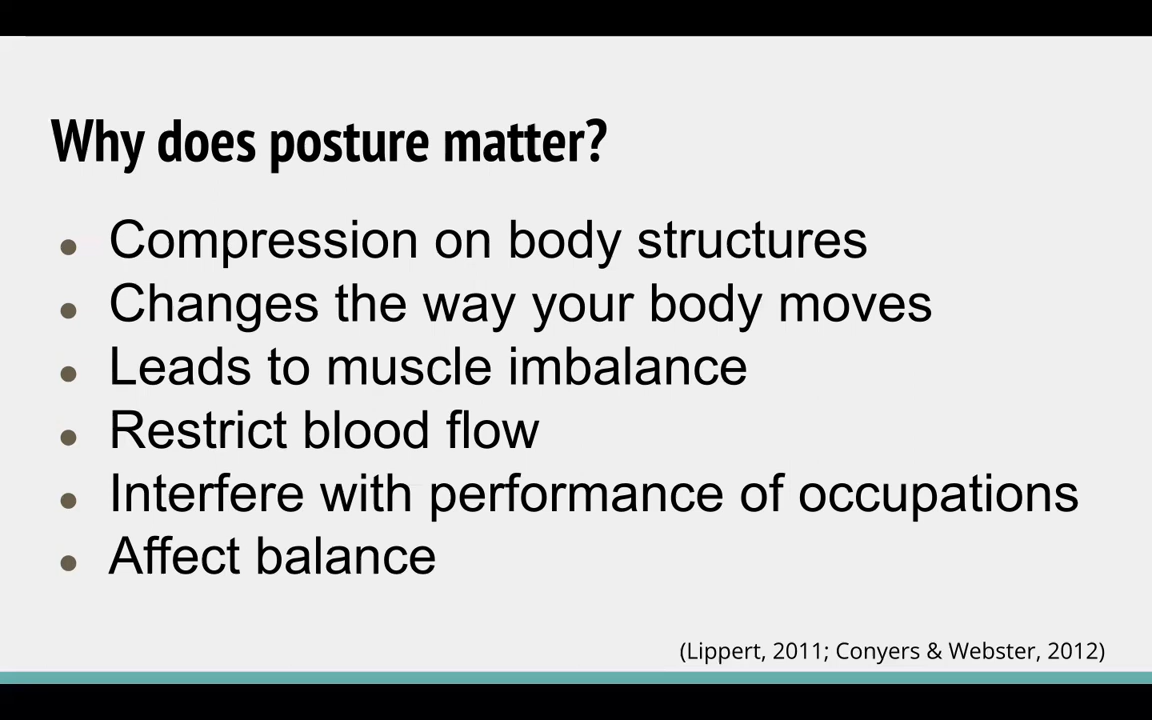 Why does posture matter?
● Compression on body structures
● Changes the way your body moves
● Leads to muscle imbalance
● Restrict blood flow
● Interfere with performance of occupations
● Affect balance
(Lippert, 2011; Conyers & Webster, 2012)